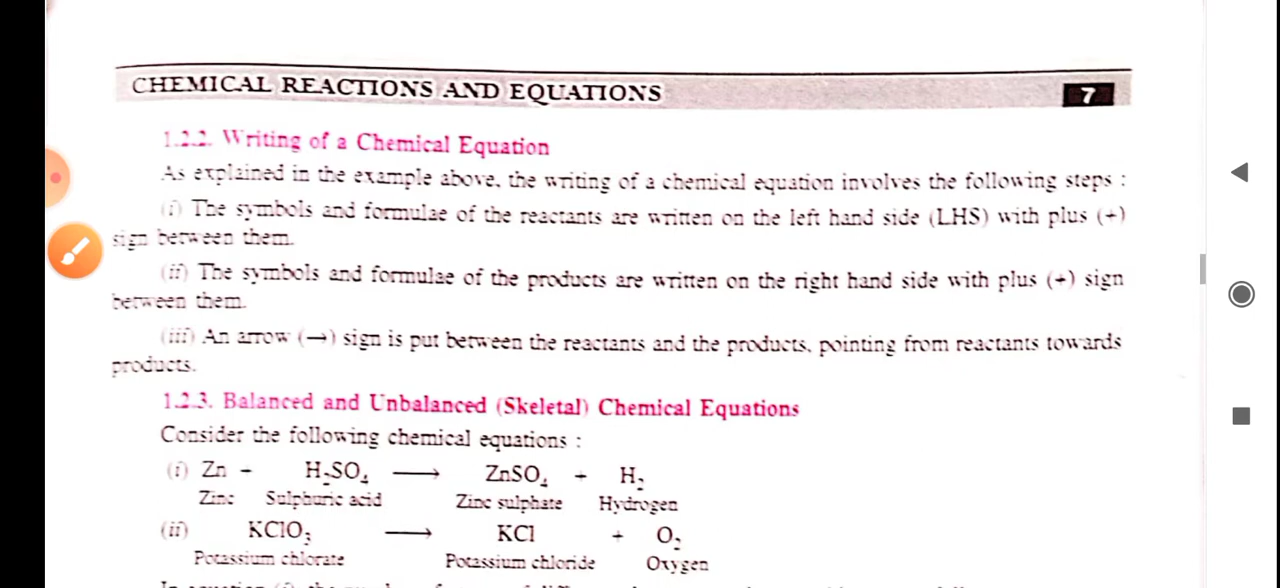 CHEMICAL REACTIONS AND EQUATIONS 7
1.2.2. Writing of a Chemical Equation
As explained in the example above, the writing of a chemical equation involves the following steps :
(i) The symbols and formulae of the reactants are written on the left hand side (LHS) with plus (+)
sign between them.
(ii) The symbols and formulae of the products are written on the right hand side with plus (+) sign
between them.
(iii) An arrow (→) sign is put between the reactants and the products, pointing from reactants towards
products.
1.2.3. Balanced and Unbalanced (Skeletal) Chemical Equations
Consider the following chemical equations :
(i) Zn + H₂SO₄ ⟶ ZnSO₄ + H₂
Zinc Sulphuric acid Zinc sulphate Hydrogen
(ii) KClO₃ ⟶ KCl + O₂
Potassium chlorate Potassium chloride Oxygen